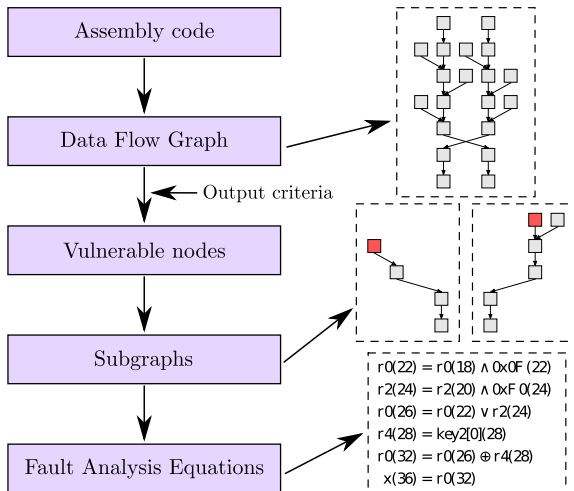 Assembly code
Data Flow Graph
Output criteria
Vulnerable nodes
Subgraphs
Fault Analysis Equations
r0(22) = r0(18) ∧ 0x0F (22)
r2(24) = r2(20) ∧ 0xF 0(24)
r0(26) = r0(22) ∨ r2(24)
r4(28) = key2[0](28)
r0(32) = r0(26) ⊕ r4(28)
x(36) = r0(32)